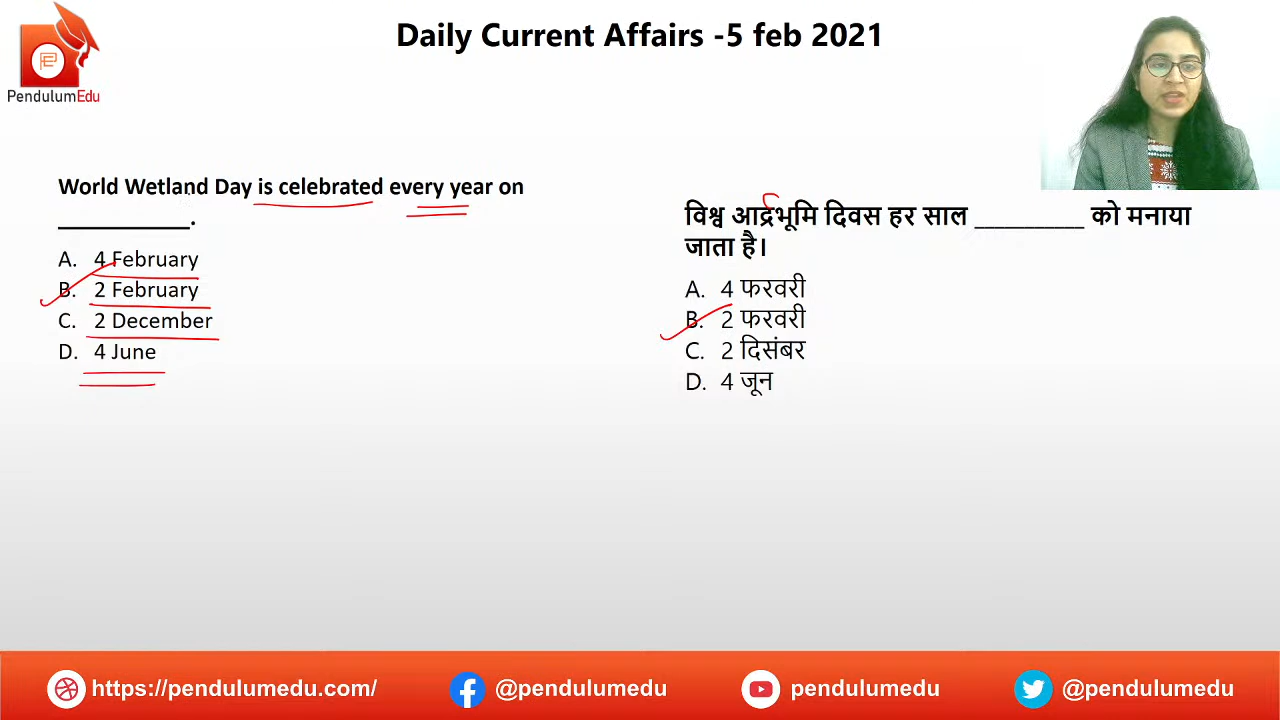 Daily Current Affairs -5 feb 2021
PendulumEdu
World Wetland Day is celebrated every year on
___________.
A. 4 February
B. 2 February
C. 2 December
D. 4 June
विश्व आर्द्रभूमि दिवस हर साल __________ को मनाया
जाता है।
A. 4 फरवरी
B. 2 फरवरी
C. 2 दिसंबर
D. 4 जून
https://pendulumedu.com/
@pendulumedu
pendulumedu
@pendulumedu